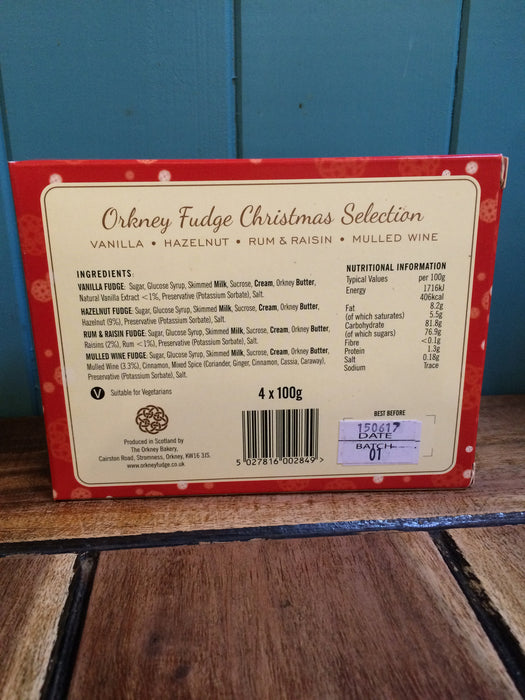 Orkney Fudge Christmas Selection
VANILLA • HAZELNUT • RUM & RAISIN • MULLED WINE
INGREDIENTS:
VANILLA FUDGE: Sugar, Glucose Syrup, Skimmed Milk, Sucrose, Cream, Orkney Butter,
Natural Vanilla Extract <1%, Preservative (Potassium Sorbate), Salt.
HAZELNUT FUDGE: Sugar, Glucose Syrup, Skimmed Milk, Sucrose, Cream, Orkney Butter,
Hazelnut (9%), Preservative (Potassium Sorbate), Salt.
RUM & RAISIN FUDGE: Sugar, Glucose Syrup, Skimmed Milk, Sucrose, Cream, Orkney Butter,
Raisins (2%), Rum <1%), Preservative (Potassium Sorbate), Salt.
MULLED WINE FUDGE: Sugar, Glucose Syrup, Skimmed Milk, Sucrose, Cream, Orkney Butter,
Mulled Wine (3.3%), Cinnamon, Mixed Spice (Coriander, Ginger, Cinnamon, Cassia, Caraway),
Preservative (Potassium Sorbate), Salt.
V Suitable for Vegetarians
4 x 100g
Produced in Scotland by
The Orkney Bakery,
Cairston Road, Stromness, Orkney, KW16 3JS.
www.orkneyfudge.co.uk
5 027816 002849 >
NUTRITIONAL INFORMATION
Typical Values per 100g
Energy 1716kJ
406kcal
Fat 8.2g
(of which saturates) 5.5g
Carbohydrate 81.8g
(of which sugars) 76.9g
Fibre <0.1g
Protein 1.3g
Salt 0.18g
Sodium Trace
BEST BEFORE
150617
DATE
BATCH
01